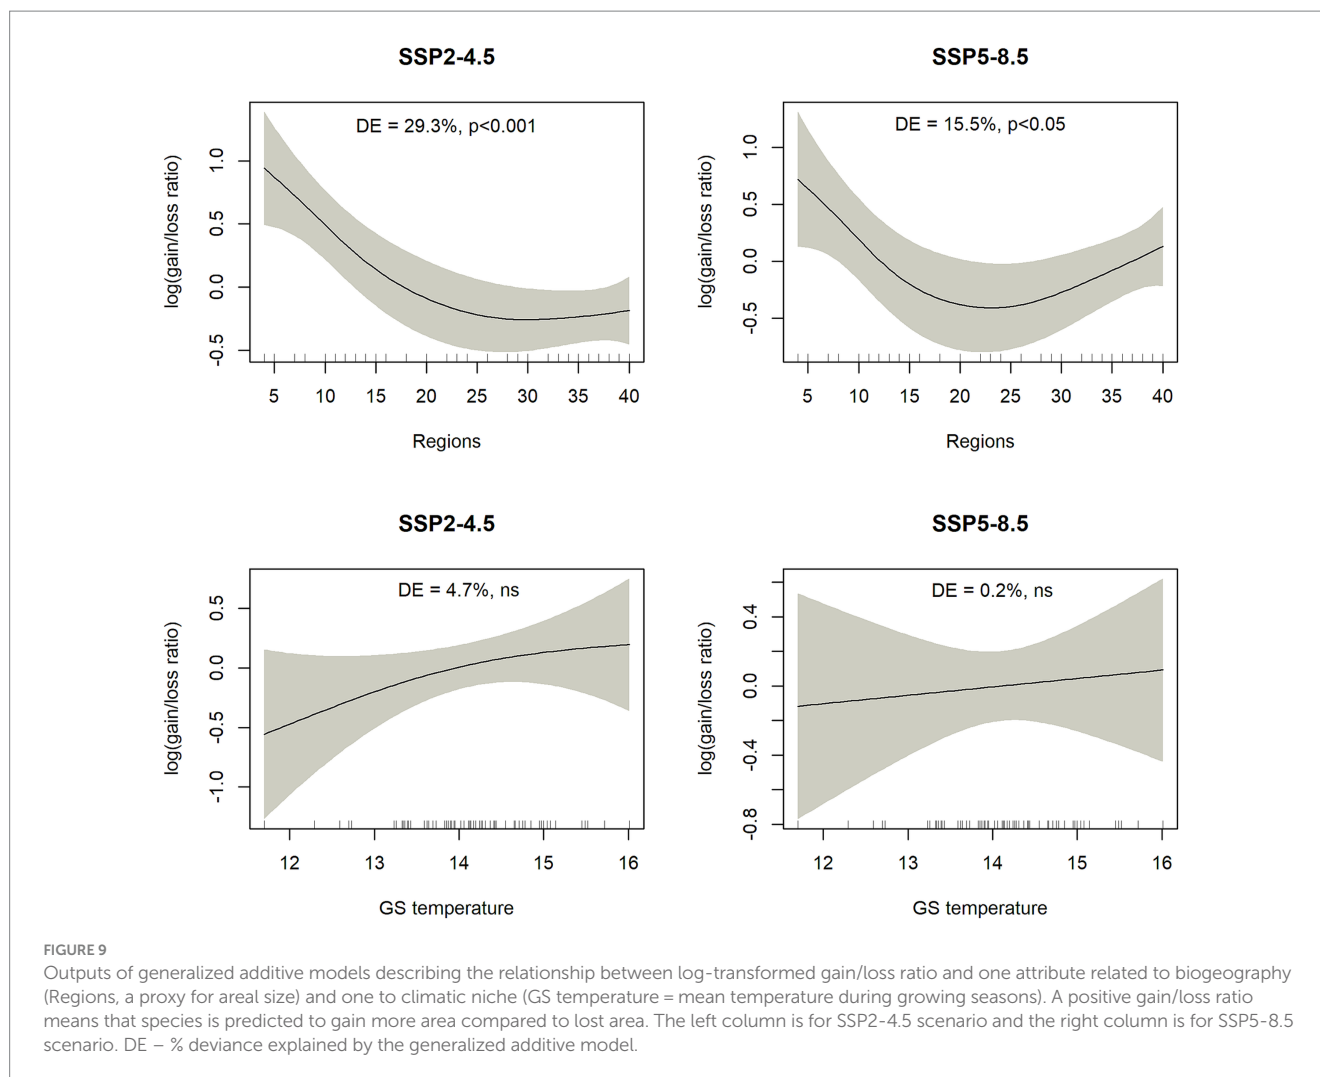 SSP2-4.5
SSP5-8.5
DE = 29.3%, p<0.001
DE = 15.5%, p<0.05
log(gain/loss ratio)
1.0
0.5
0.0
-0.5
log(gain/loss ratio)
1.0
0.5
0.0
-0.5
5 10 15 20 25 30 35 40
5 10 15 20 25 30 35 40
Regions
Regions
SSP2-4.5
SSP5-8.5
DE = 4.7%, ns
DE = 0.2%, ns
log(gain/loss ratio)
0.5
0.0
-0.5
-1.0
log(gain/loss ratio)
0.4
0.0
-0.4
-0.8
12 13 14 15 16
12 13 14 15 16
GS temperature
GS temperature
FIGURE 9
Outputs of generalized additive models describing the relationship between log-transformed gain/loss ratio and one attribute related to biogeography
(Regions, a proxy for areal size) and one to climatic niche (GS temperature = mean temperature during growing seasons). A positive gain/loss ratio
means that species is predicted to gain more area compared to lost area. The left column is for SSP2-4.5 scenario and the right column is for SSP5-8.5
scenario. DE – % deviance explained by the generalized additive model.